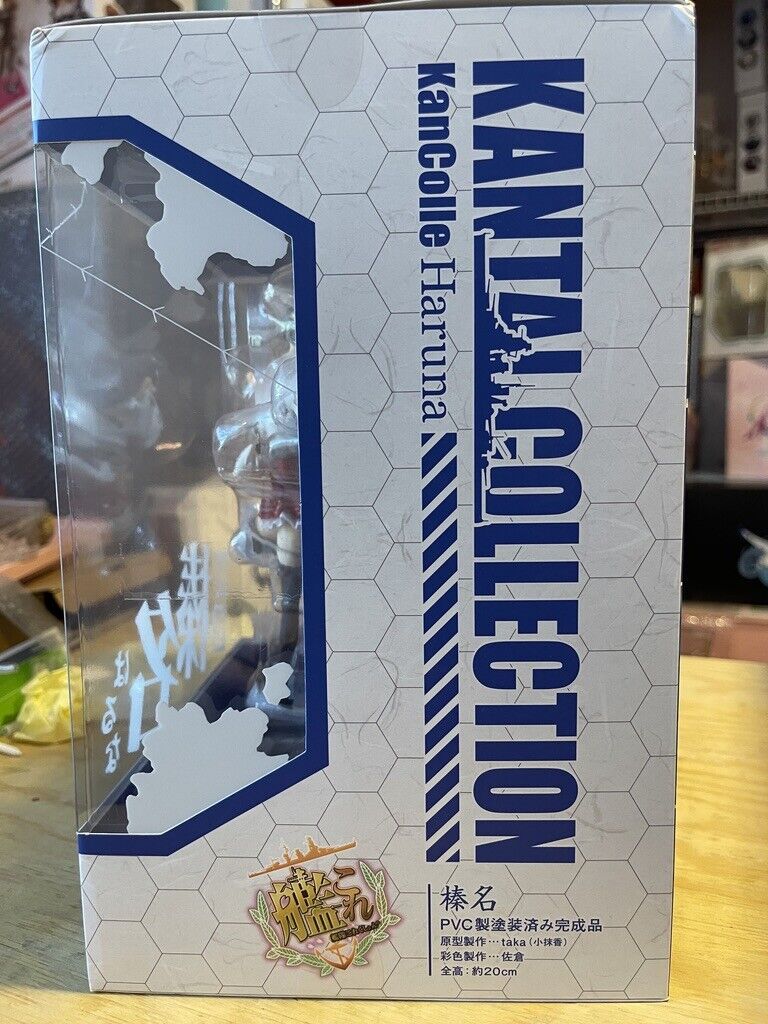 KANTAI COLLECTION
KanColle Haruna
榛名
はるな
艦これ
榛名
PVC製塗装済み完成品
原型製作…taka（小抹香）
彩色製作…佐倉
全高：約20cm